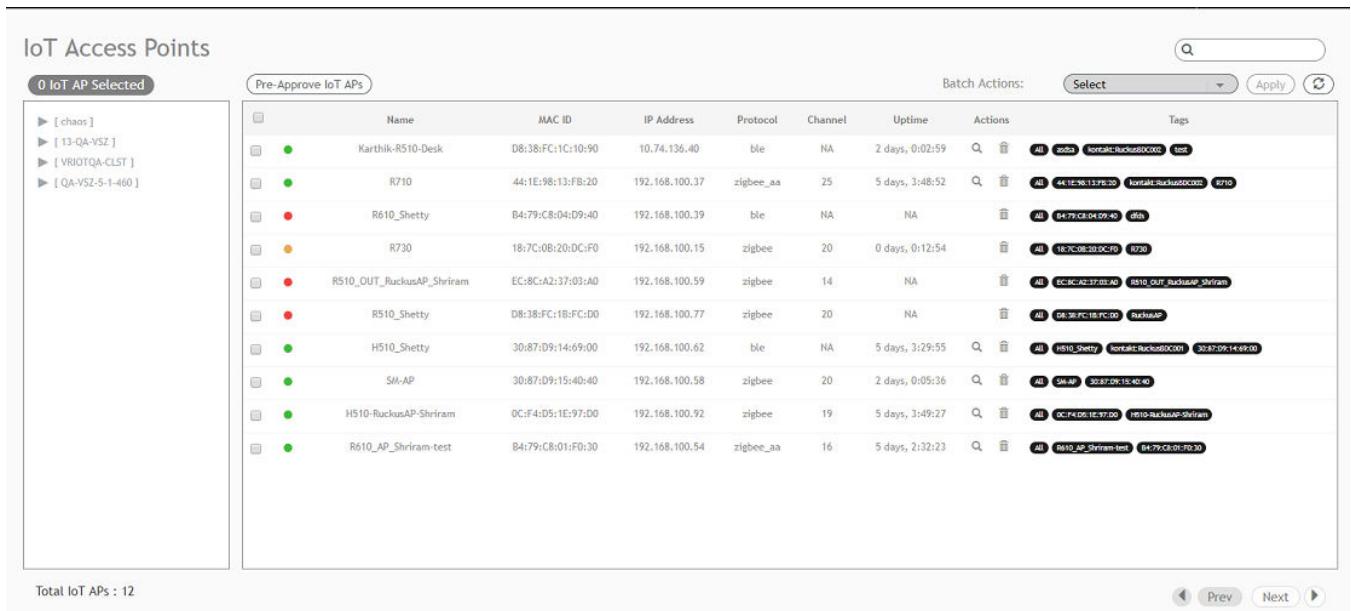 IoT Access Points
0 IoT AP Selected
Pre-Approve IoT APs
Batch Actions:
Select
Apply
[ chaos ]
[ 13-QA-VSZ ]
[ VRIOTQA-CLST ]
[ QA-VSZ-5-1-460 ]
Name MAC ID IP Address Protocol Channel Uptime Actions Tags
Karthik-R510-Desk D8:38:FC:1C:10:90 10.74.136.40 ble NA 2 days, 0:02:59 All asdsa kontakt:RuckusBDC002 test
R710 44:1E:98:13:FB:20 192.168.100.37 zigbee_aa 25 5 days, 3:48:52 All 44:1E:98:13:FB:20 kontakt:RuckusBDC002 R710
R610_Shetty B4:79:C8:04:D9:40 192.168.100.39 ble NA NA All B4:79:C8:04:D9:40 dfds
R730 18:7C:0B:20:DC:F0 192.168.100.15 zigbee 20 0 days, 0:12:54 All 18:7C:0B:20:DC:F0 R730
R510_OUT_RuckusAP_Shriram EC:8C:A2:37:03:A0 192.168.100.59 zigbee 14 NA All EC:8C:A2:37:03:A0 R510_OUT_RuckusAP_Shriram
R510_Shetty D8:38:FC:1B:FC:D0 192.168.100.77 zigbee 20 NA All D8:38:FC:1B:FC:D0 RuckusAP
H510_Shetty 30:87:D9:14:69:00 192.168.100.62 ble NA 5 days, 3:29:55 All H510_Shetty kontakt:RuckusBDC001 30:87:D9:14:69:00
SM-AP 30:87:D9:15:40:40 192.168.100.58 zigbee 20 2 days, 0:05:36 All SM-AP 30:87:D9:15:40:40
H510-RuckusAP-Shriram 0C:F4:D5:1E:97:D0 192.168.100.92 zigbee 19 5 days, 3:49:27 All 0C:F4:D5:1E:97:D0 H510-RuckusAP-Shriram
R610_AP_Shriram-test B4:79:C8:01:F0:30 192.168.100.54 zigbee_aa 16 5 days, 2:32:23 All R610_AP_Shriram-test B4:79:C8:01:F0:30
Total IoT APs : 12
Prev
Next